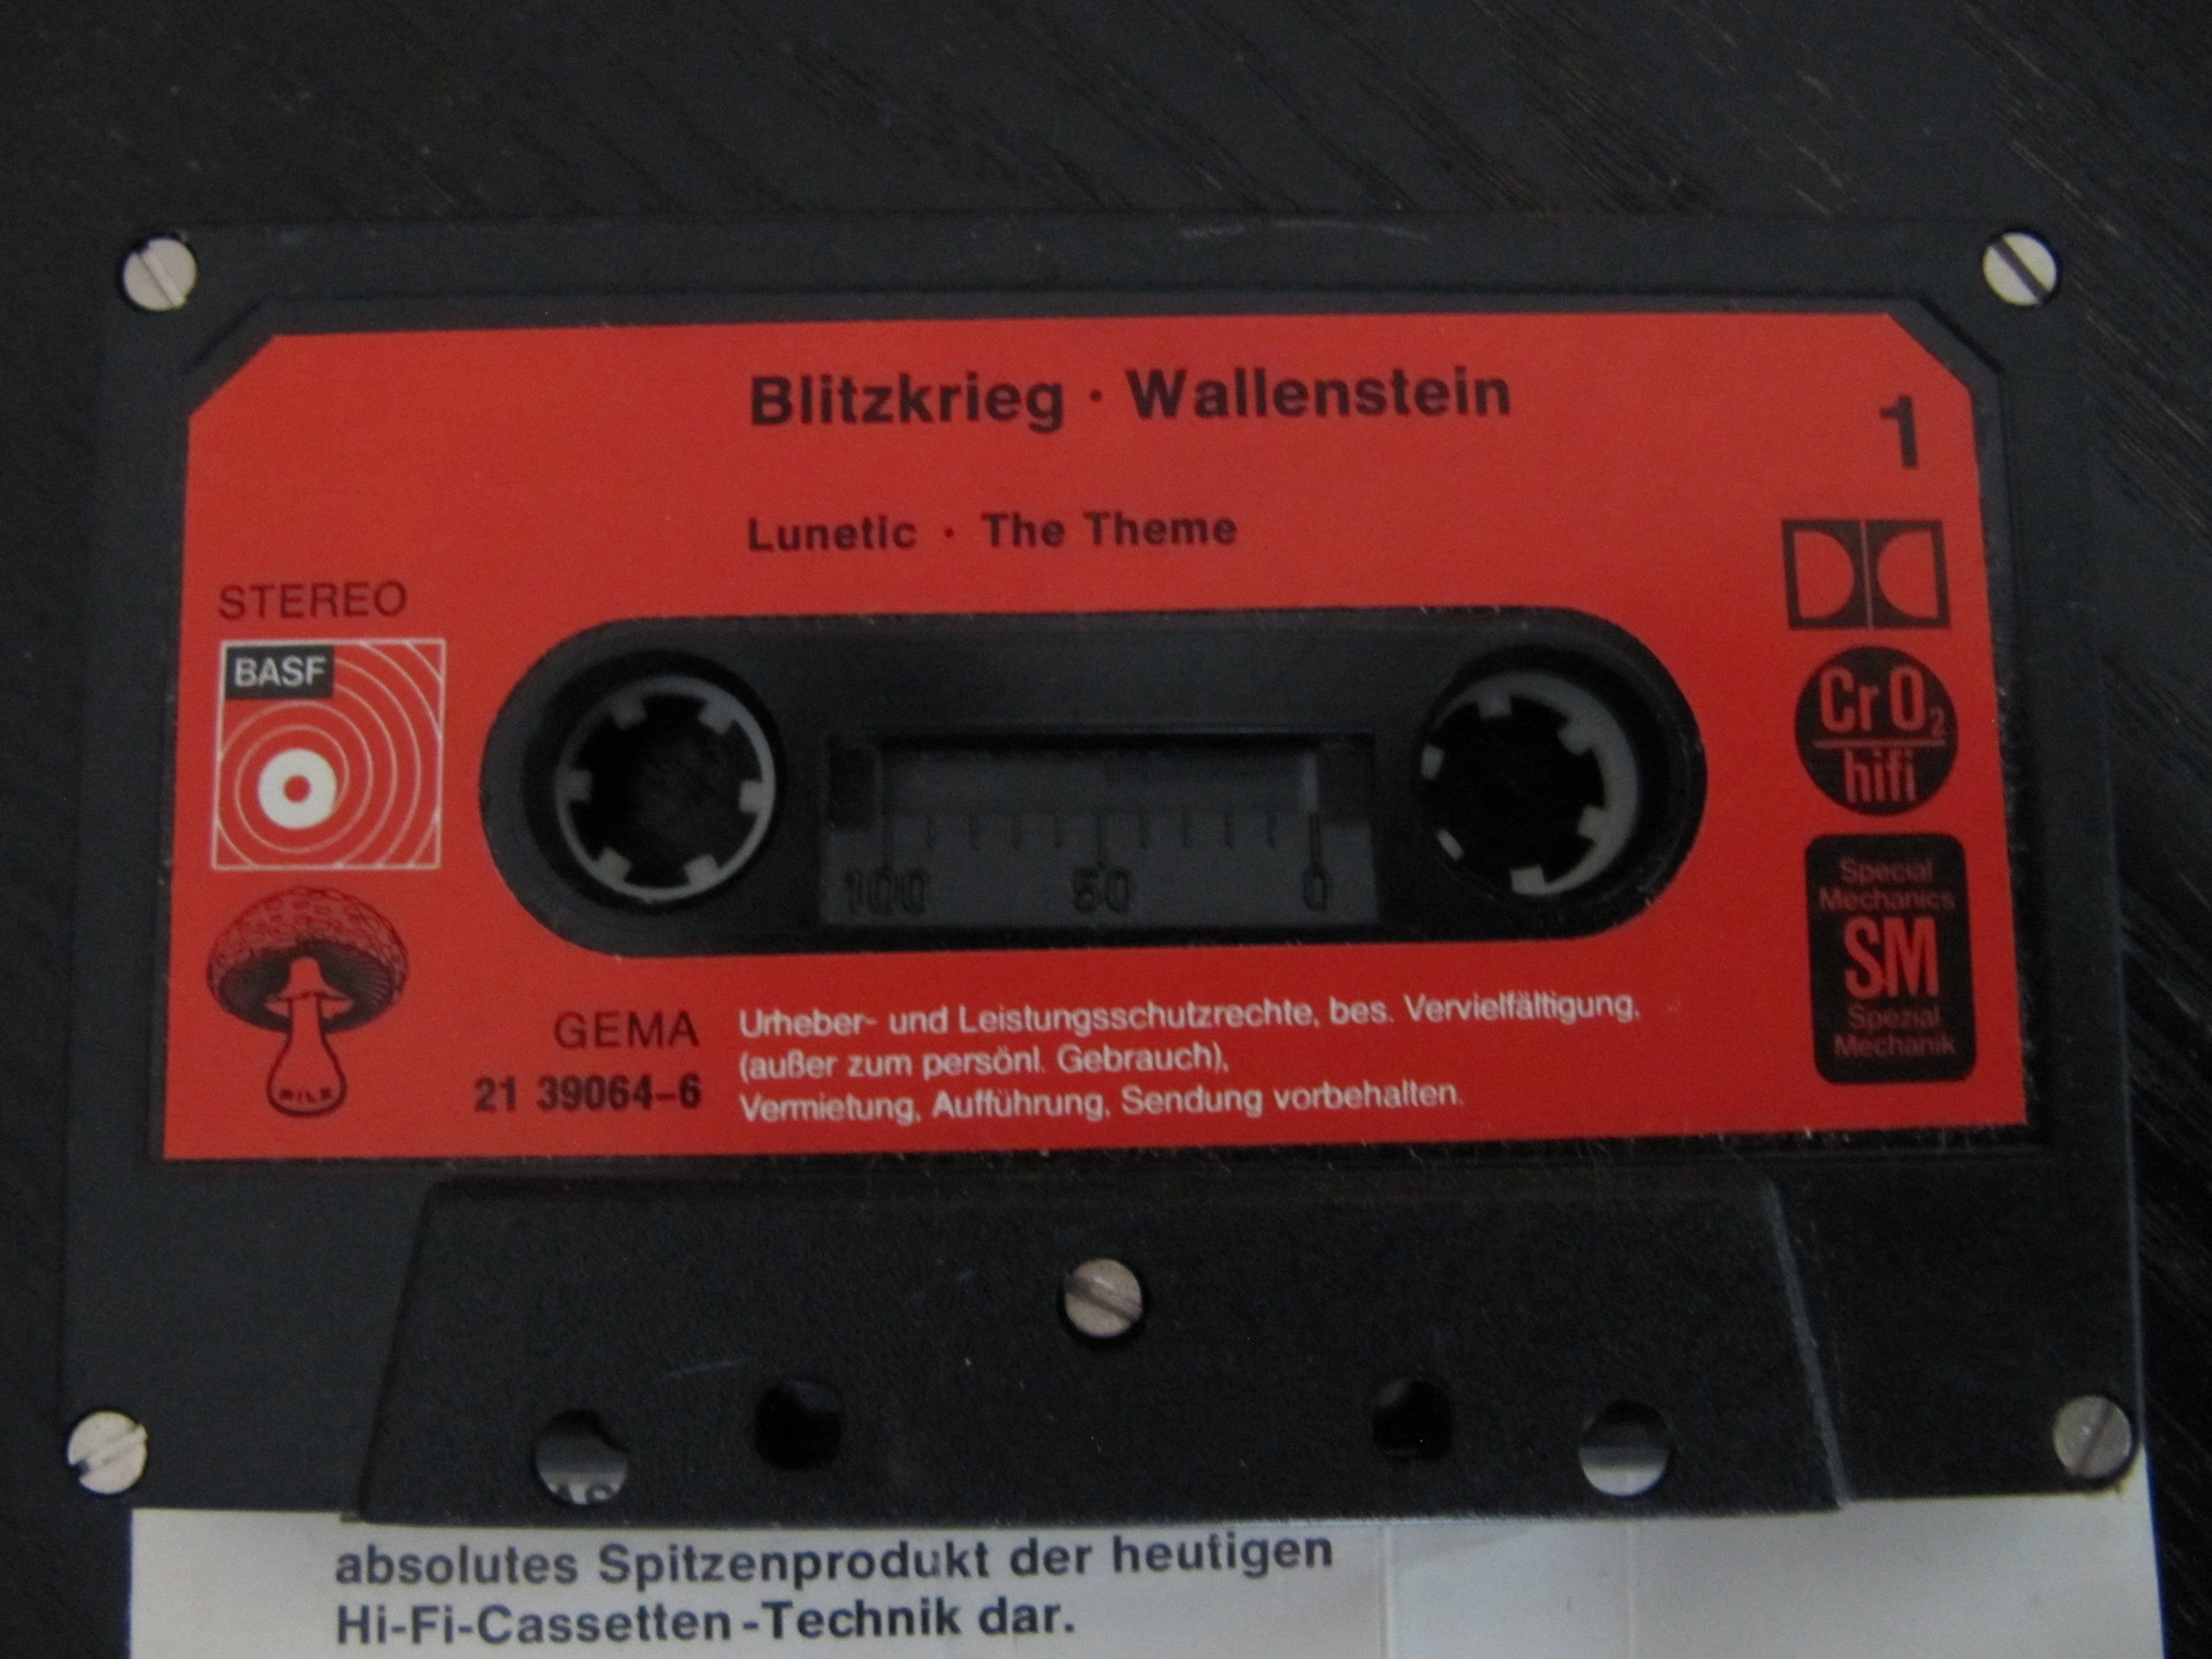 Blitzkrieg · Wallenstein
1
Lunetic · The Theme
STEREO
BASF
Cr O₂
hifi
100 50 0
Special
Mechanics
SM
Spezial
Mechanik
PILZ
GEMA
21 39064-6
Urheber- und Leistungsschutzrechte, bes. Vervielfältigung,
(außer zum persönl. Gebrauch),
Vermietung, Aufführung, Sendung vorbehalten.
absolutes Spitzenprodukt der heutigen
Hi-Fi-Cassetten-Technik dar.